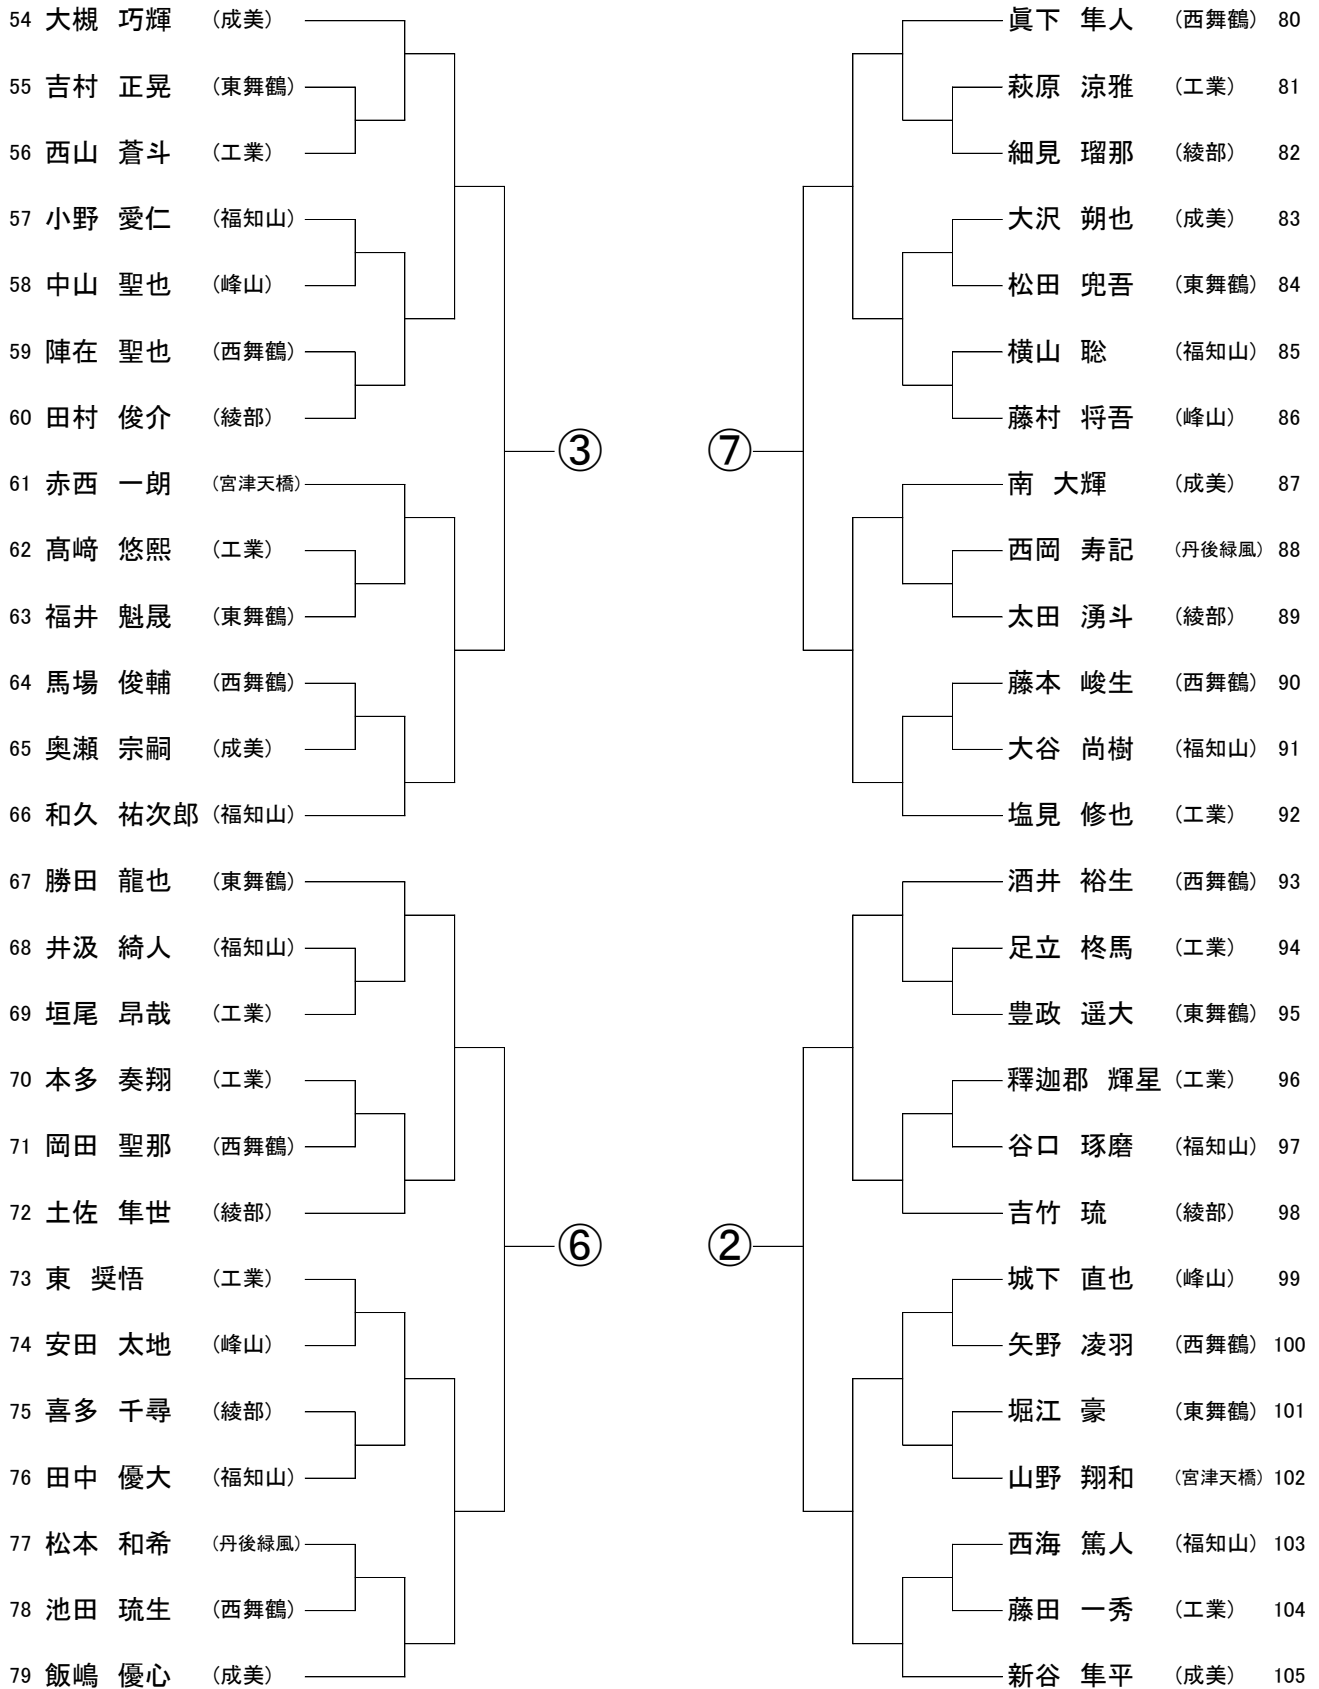 54 大槻 巧輝 （成美）
55 吉村 正晃 （東舞鶴）
56 西山 蒼斗 （工業）
57 小野 愛仁 （福知山）
58 中山 聖也 （峰山）
59 陣在 聖也 （西舞鶴）
60 田村 俊介 （綾部）
61 赤西 一朗 （宮津天橋）
62 髙﨑 悠熙 （工業）
63 福井 魁晟 （東舞鶴）
64 馬場 俊輔 （西舞鶴）
65 奥瀬 宗嗣 （成美）
66 和久 祐次郎 （福知山）
③
67 勝田 龍也 （東舞鶴）
68 井汲 綺人 （福知山）
69 垣尾 昂哉 （工業）
70 本多 奏翔 （工業）
71 岡田 聖那 （西舞鶴）
72 土佐 隼世 （綾部）
73 東 奨悟 （工業）
74 安田 太地 （峰山）
75 喜多 千尋 （綾部）
76 田中 優大 （福知山）
77 松本 和希 （丹後緑風）
78 池田 琉生 （西舞鶴）
79 飯嶋 優心 （成美）
⑥
眞下 隼人 （西舞鶴） 80
萩原 涼雅 （工業） 81
細見 瑠那 （綾部） 82
大沢 朔也 （成美） 83
松田 兜吾 （東舞鶴） 84
横山 聡 （福知山） 85
藤村 将吾 （峰山） 86
南 大輝 （成美） 87
西岡 寿記 （丹後緑風） 88
太田 湧斗 （綾部） 89
藤本 峻生 （西舞鶴） 90
大谷 尚樹 （福知山） 91
塩見 修也 （工業） 92
⑦
酒井 裕生 （西舞鶴） 93
足立 柊馬 （工業） 94
豊政 遥大 （東舞鶴） 95
釋迦郡 輝星 （工業） 96
谷口 琢磨 （福知山） 97
吉竹 琉 （綾部） 98
城下 直也 （峰山） 99
矢野 凌羽 （西舞鶴） 100
堀江 豪 （東舞鶴） 101
山野 翔和 （宮津天橋） 102
西海 篤人 （福知山） 103
藤田 一秀 （工業） 104
新谷 隼平 （成美） 105
②